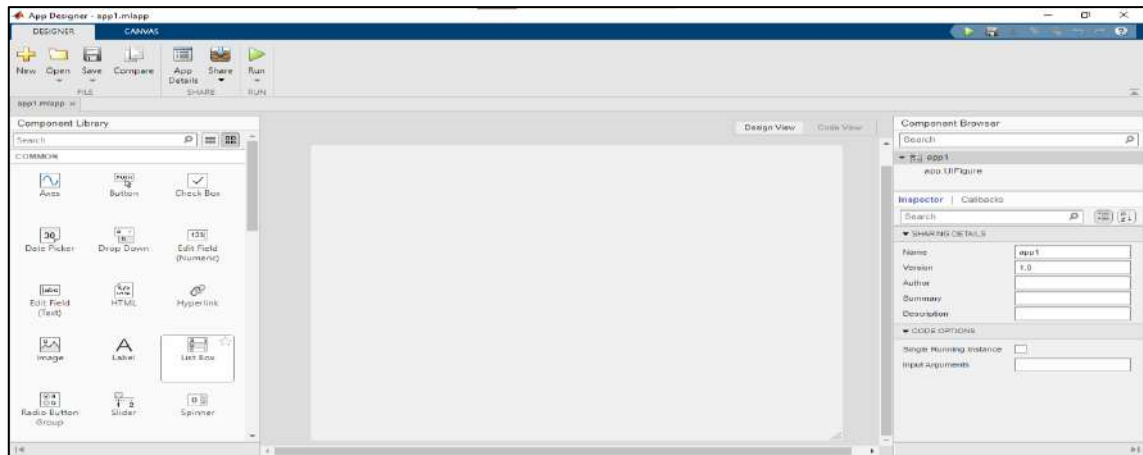 App Designer - app1.mlapp
DESIGNER CANVAS
New Open Save Compare App Details Share Run
FILE SHARE RUN
app1.mlapp
Component Library
Search
COMMON
Axes Button Check Box
Date Picker Drop Down Edit Field (Numeric)
Edit Field (Text) HTML Hyperlink
Image Label List Box
Radio Button Group Slider Spinner
Design View Code View
Component Browser
Search
app1
app.UIFigure
Inspector | Callbacks
Search
SHARING DETAILS
Name app1
Version 1.0
Author
Summary
Description
CODE OPTIONS
Single Running Instance
Input Arguments